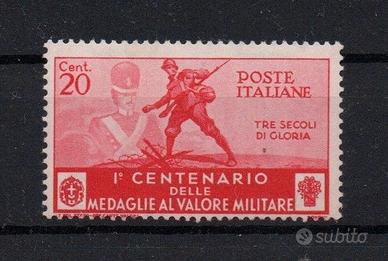 Cent.
20
POSTE
ITALIANE
TRE SECOLI
DI GLORIA
I° CENTENARIO
DELLE
MEDAGLIE AL VALORE MILITARE
subito